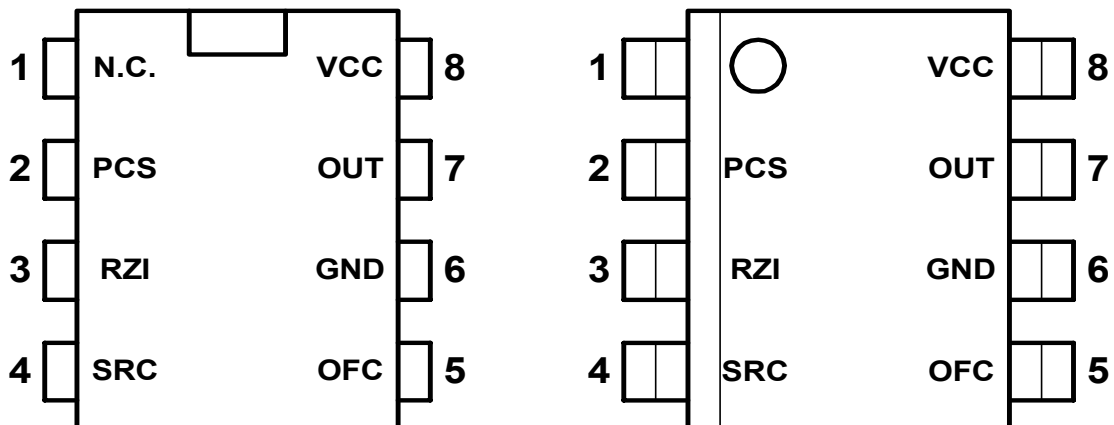 1 N.C. VCC 8 1 VCC 8
2 PCS OUT 7 2 PCS OUT 7
3 RZI GND 6 3 RZI GND 6
4 SRC OFC 5 4 SRC OFC 5